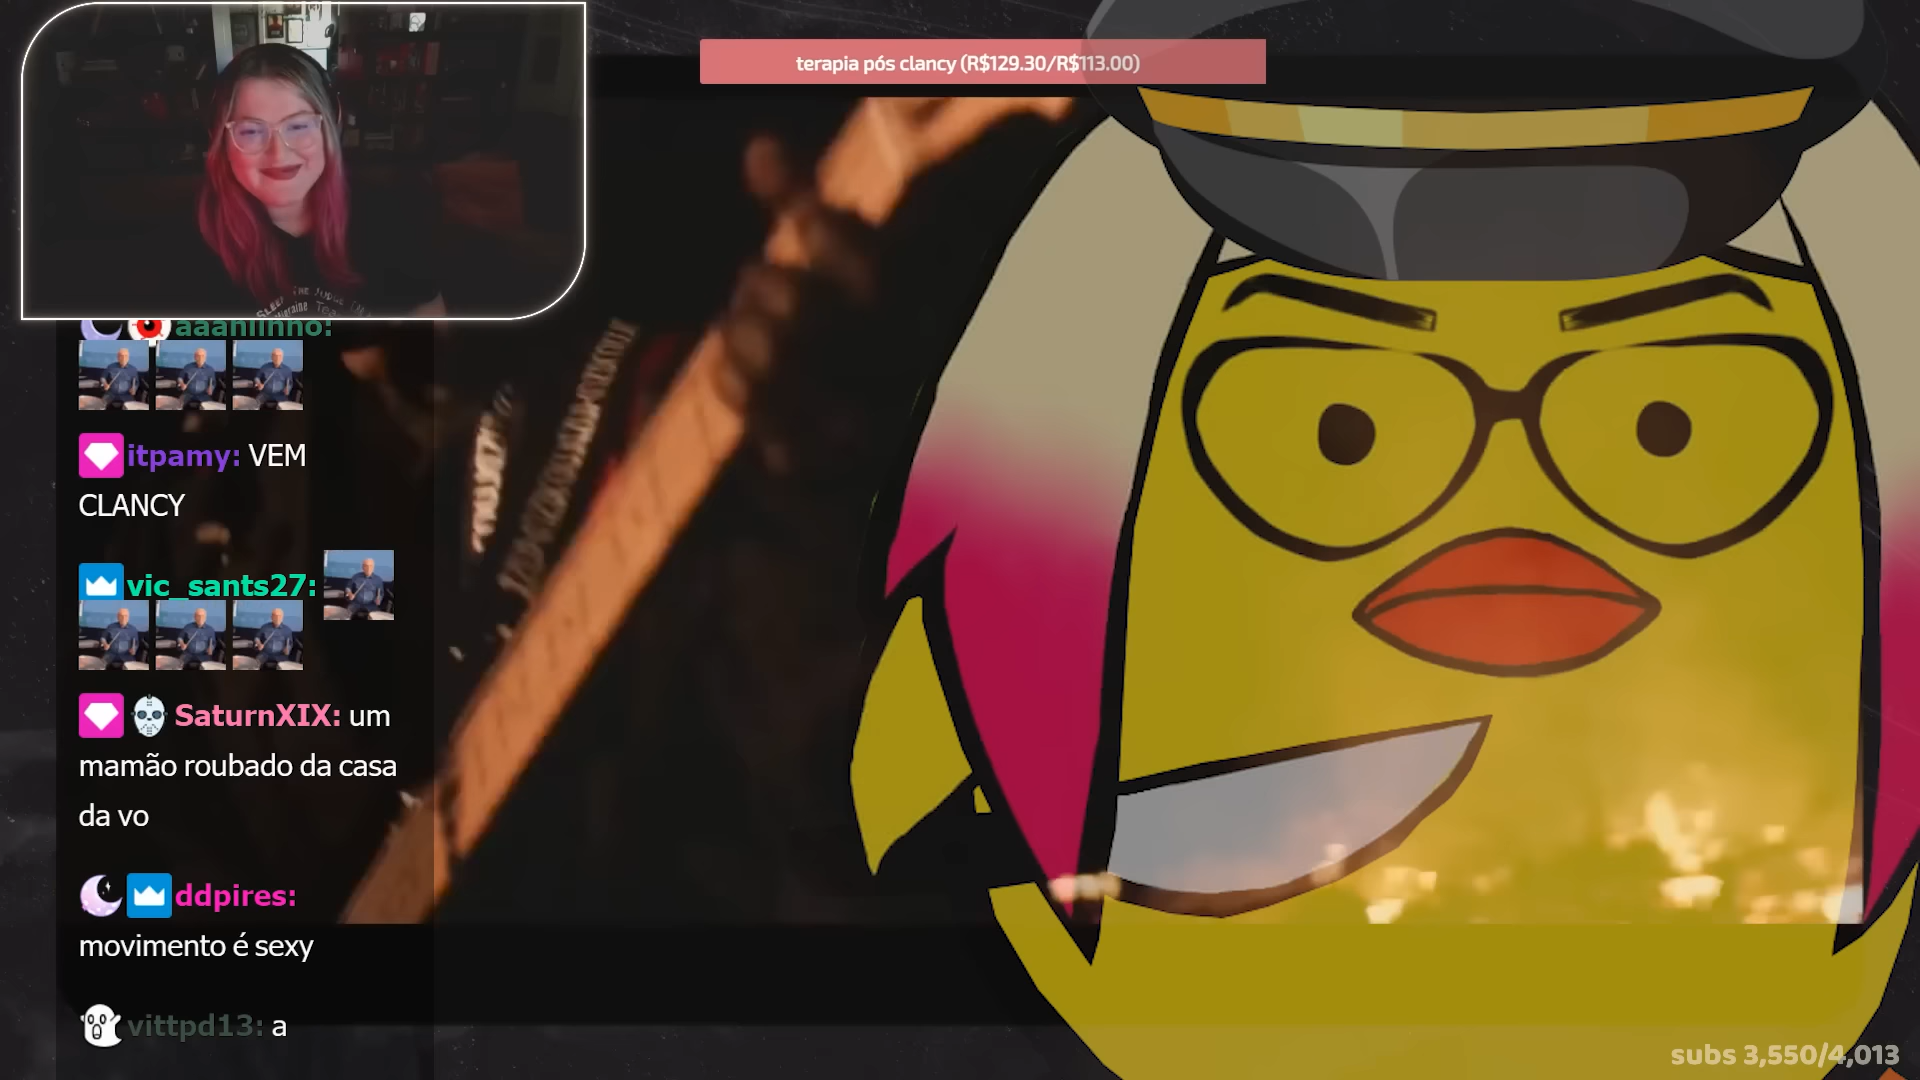 terapia pós clancy (R$129.30/R$113.00)
aaaniinho:
itpamy: VEM
CLANCY
vic_sants27:
SaturnXIX: um
mamão roubado da casa
da vo
ddpires:
movimento é sexy
vittpd13: a
subs 3,550/4,013